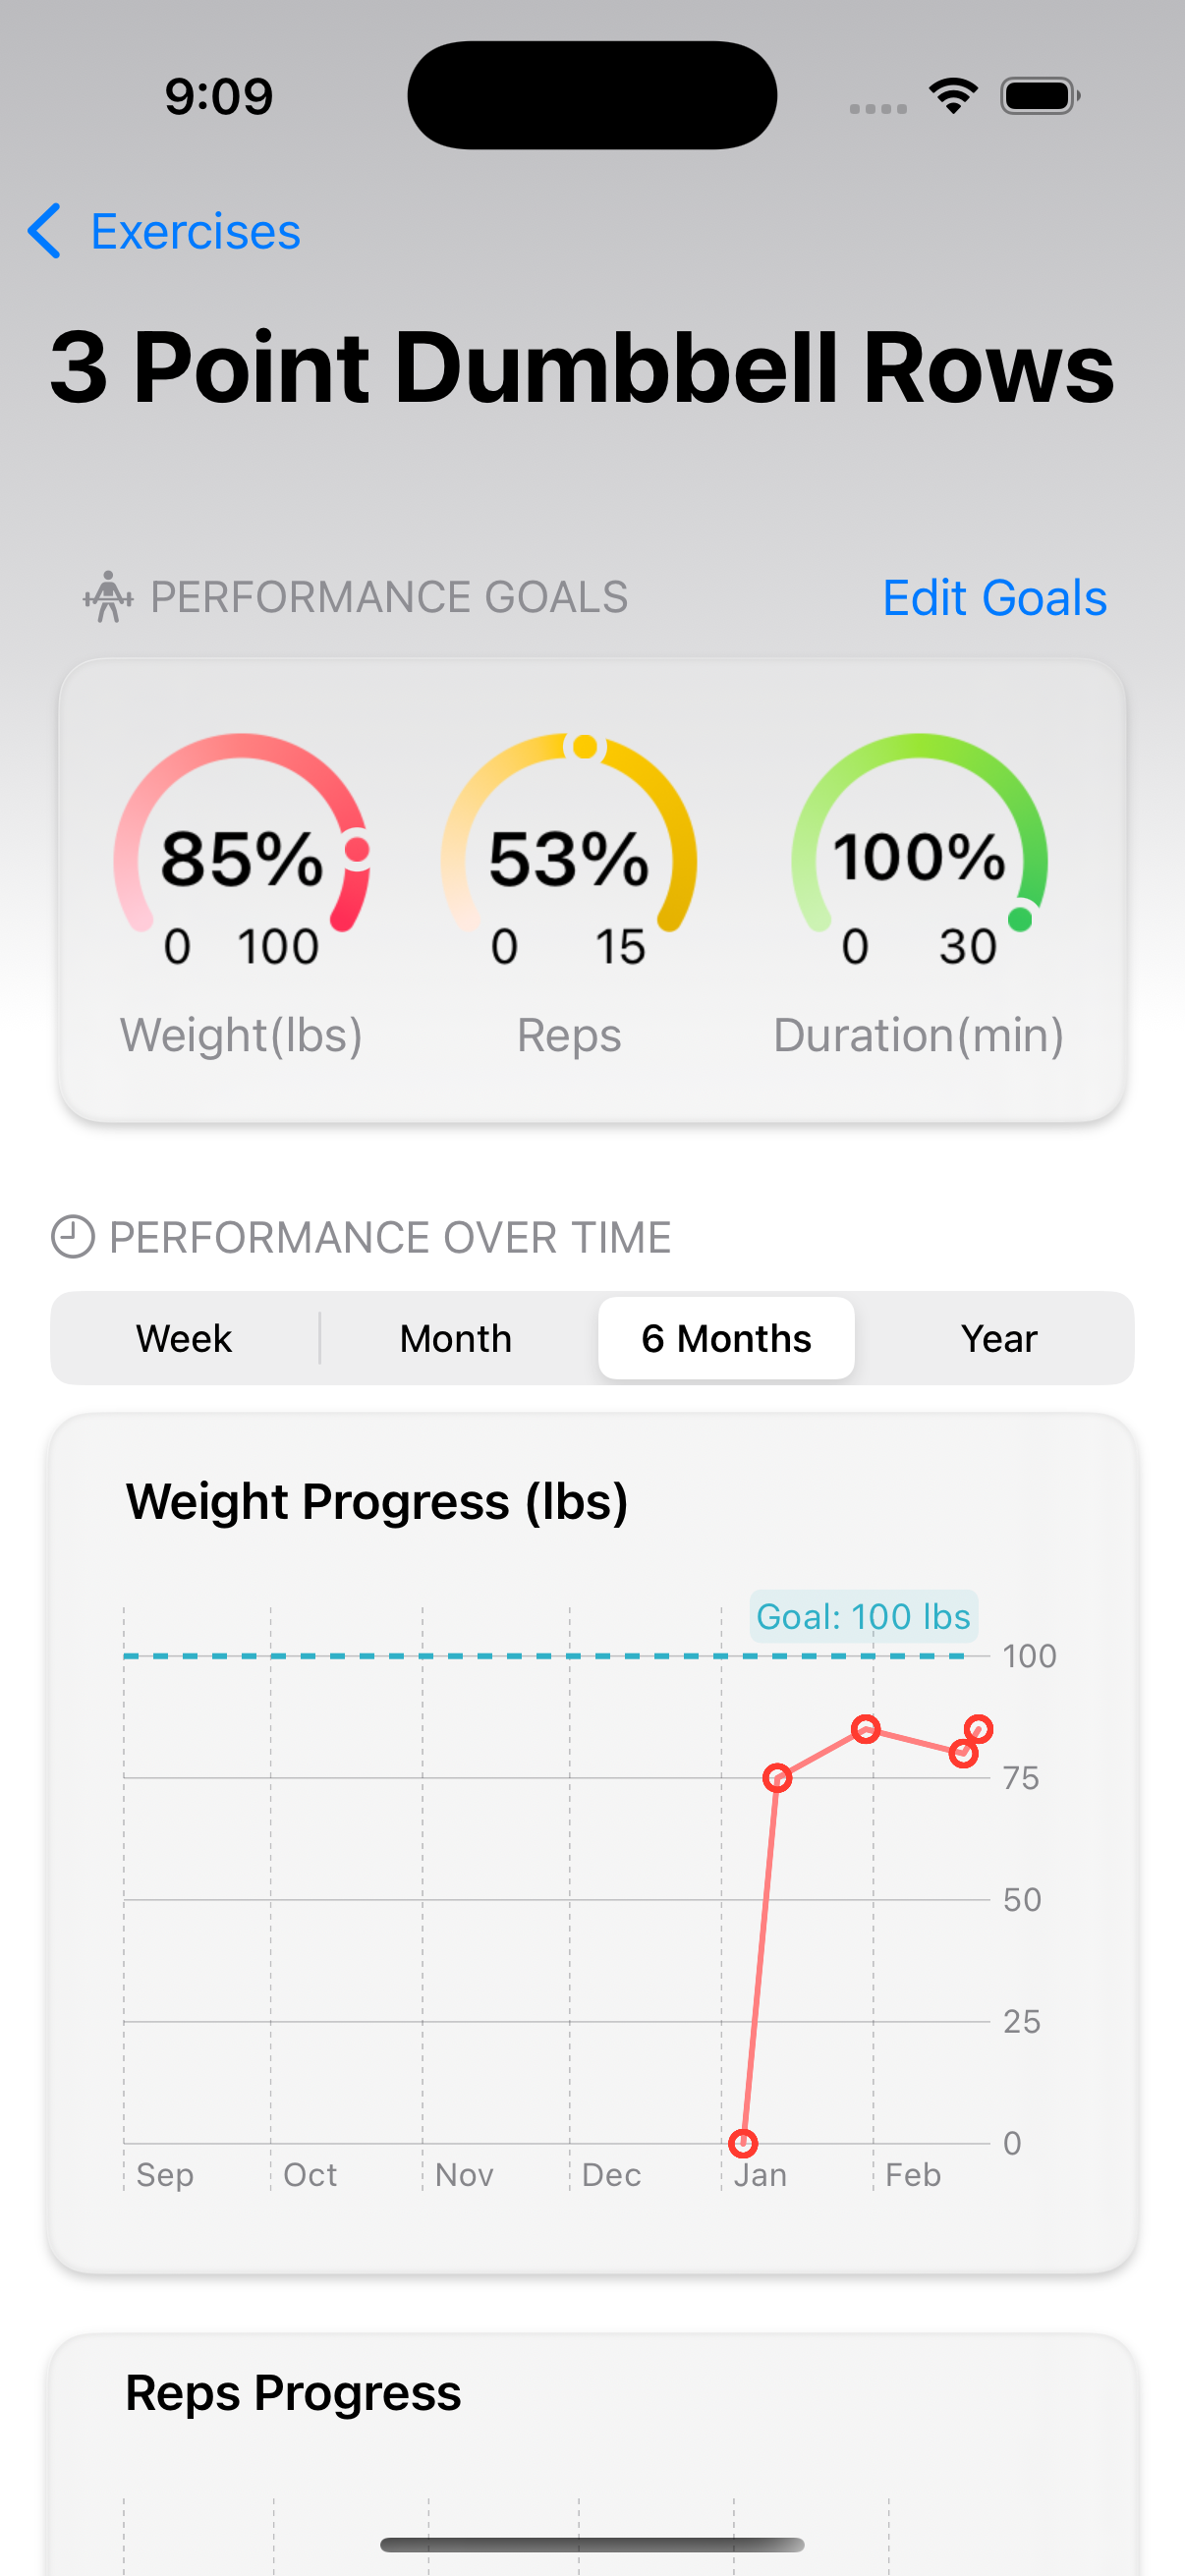 9:09
Exercises
3 Point Dumbbell Rows
PERFORMANCE GOALS
Edit Goals
85%
0 100
Weight(lbs)
53%
0 15
Reps
100%
0 30
Duration(min)
PERFORMANCE OVER TIME
Week Month 6 Months Year
Weight Progress (lbs)
Goal: 100 lbs
100
75
50
25
0
Sep Oct Nov Dec Jan Feb
Reps Progress